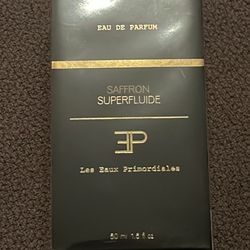 EAU DE PARFUM
SAFFRON
SUPERFLUIDE
EP
Les Eaux Primordiales
50 ml 1.6 fl oz